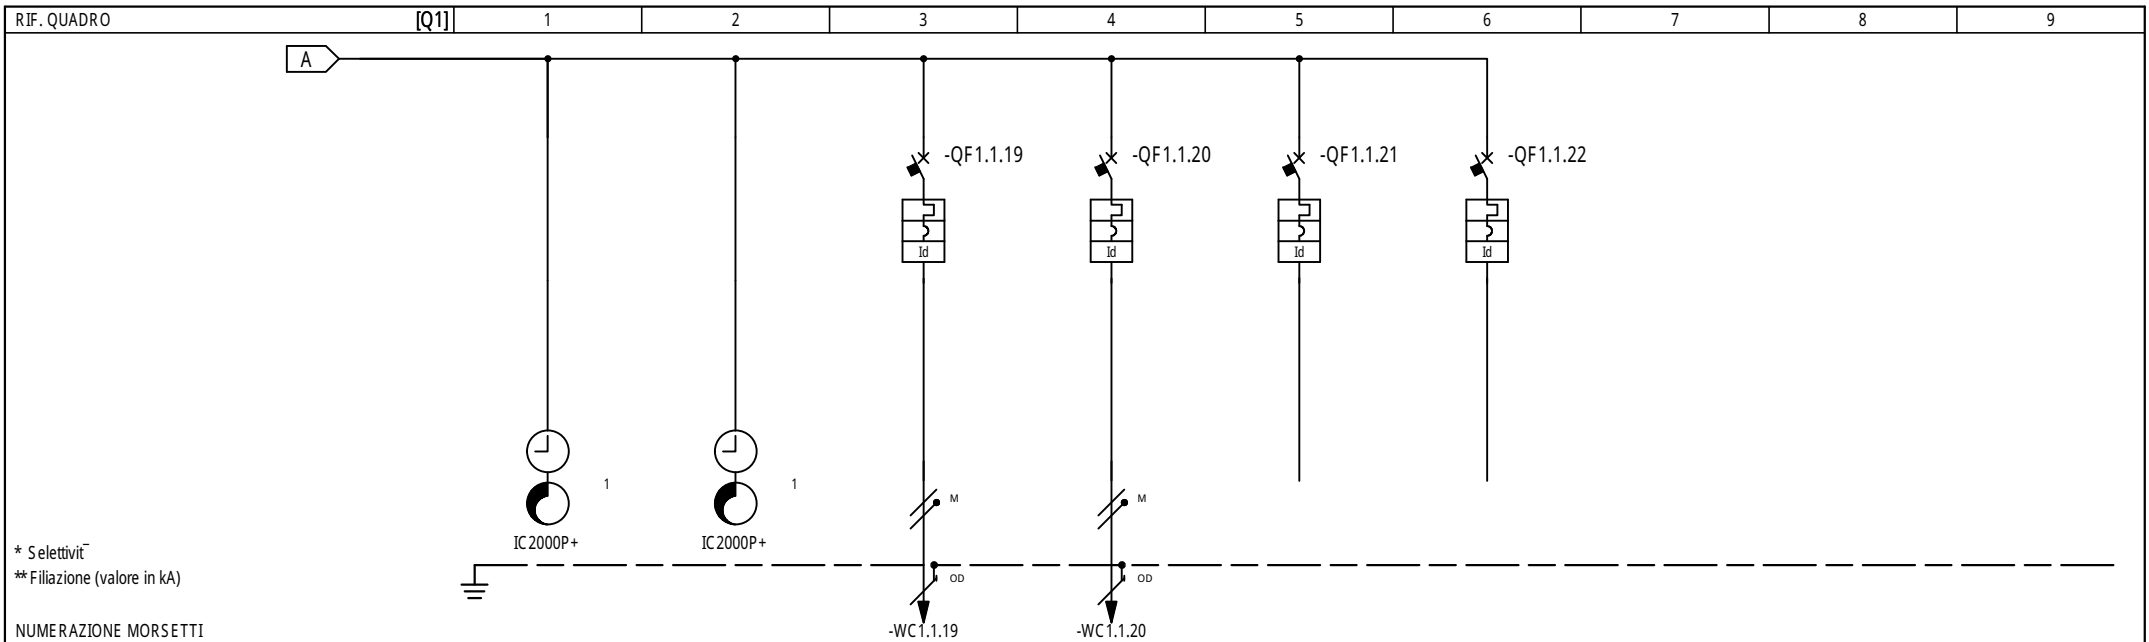 RIF. QUADRO [Q1] 1 2 3 4 5 6 7 8 9
A
-QF1.1.19 -QF1.1.20 -QF1.1.21 -QF1.1.22
Id Id Id Id
1 1
M M
IC2000P+ IC2000P+
* Selettivit¯
** Filiazione (valore in kA)
OD OD
NUMERAZIONE MORSETTI -WC1.1.19 -WC1.1.20